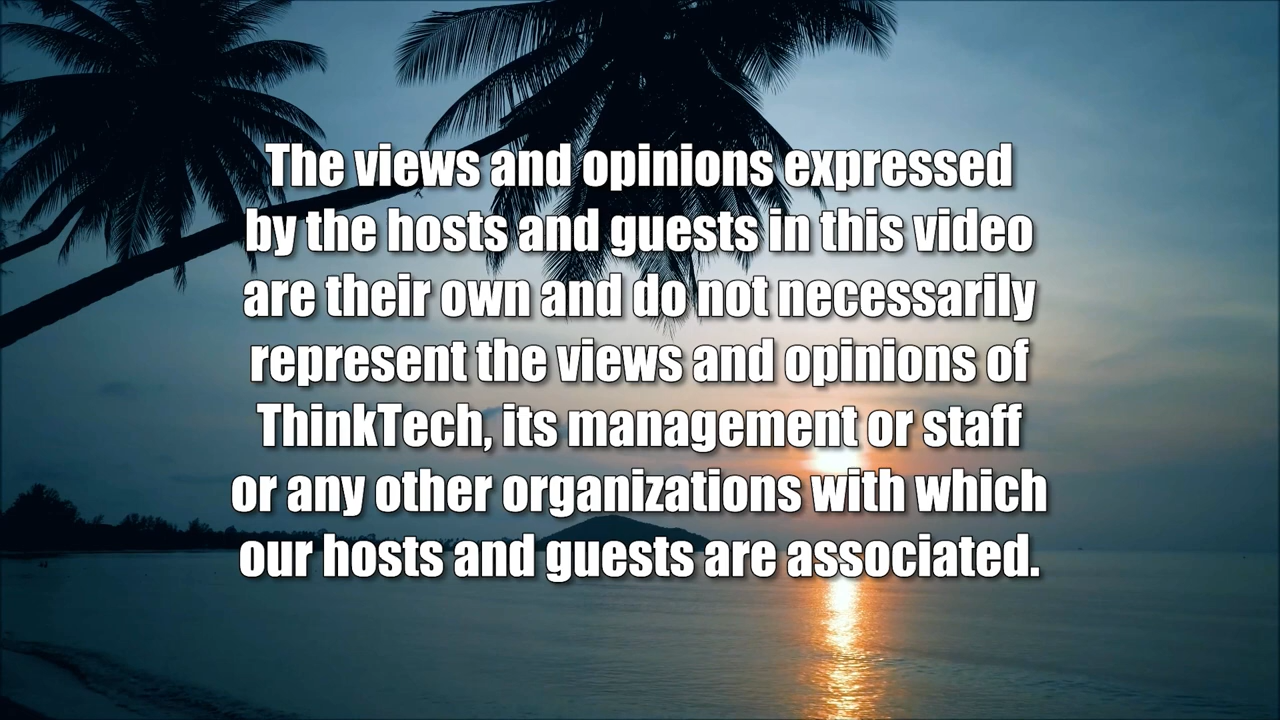 The views and opinions expressed
by the hosts and guests in this video
are their own and do not necessarily
represent the views and opinions of
ThinkTech, its management or staff
or any other organizations with which
our hosts and guests are associated.